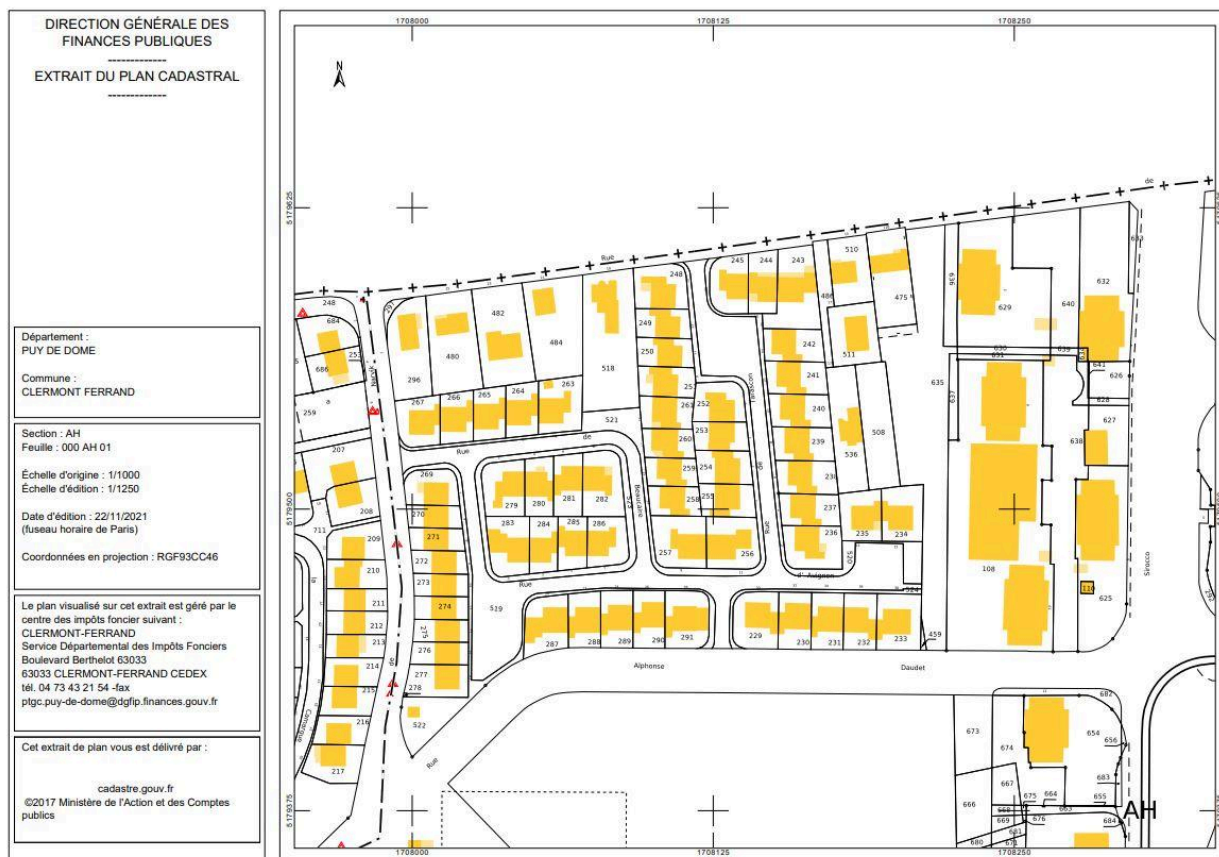 DIRECTION GÉNÉRALE DES
FINANCES PUBLIQUES
-------------
EXTRAIT DU PLAN CADASTRAL
-------------
Département :
PUY DE DOME
Commune :
CLERMONT FERRAND
Section : AH
Feuille : 000 AH 01
Échelle d'origine : 1/1000
Échelle d'édition : 1/1250
Date d'édition : 22/11/2021
(fuseau horaire de Paris)
Coordonnées en projection : RGF93CC46
Le plan visualisé sur cet extrait est géré par le
centre des impôts foncier suivant :
CLERMONT-FERRAND
Service Départemental des Impôts Fonciers
Boulevard Berthelot 63033
63033 CLERMONT-FERRAND CEDEX
tél. 04 73 43 21 54 -fax
ptgc.puy-de-dome@dgfip.finances.gouv.fr
Cet extrait de plan vous est délivré par :
cadastre.gouv.fr
©2017 Ministère de l'Action et des Comptes
publics
1708000 1708125 1708250
N
de
5179625
Rue
245 244 243 510
248
486 475
636 629 640 632
248 684 297 482
480 484
249 250
242 511
253 686 296 518
630 631 639 641 626
Narvik
263 264 265 266 267
241 635 637
259 261 252
Tarascon
240 628 627
521
207 Rue de
260 253 239 508 536 638
269
259 254
279 280 281 282
Beaucaire
523
258 255
238
208 270
5179500
237
711 283 284 285 286
Rue
209 271 257 256 236 235 234
210 272
520
Sirocco
273 Rue d' Avignon
108
211 274 519 524 110 625
292
212 275
213 276 287 288 289 290 291 229 230 231 232 233 459
214 277
Alphonse Daudet
215 278
Camargue
216 522
217 Rue
682
673 674 654 656
667 683
666 675 664 655
668 663
669 676 684
AH
680 681 671
5179375
1708000 1708125 1708250